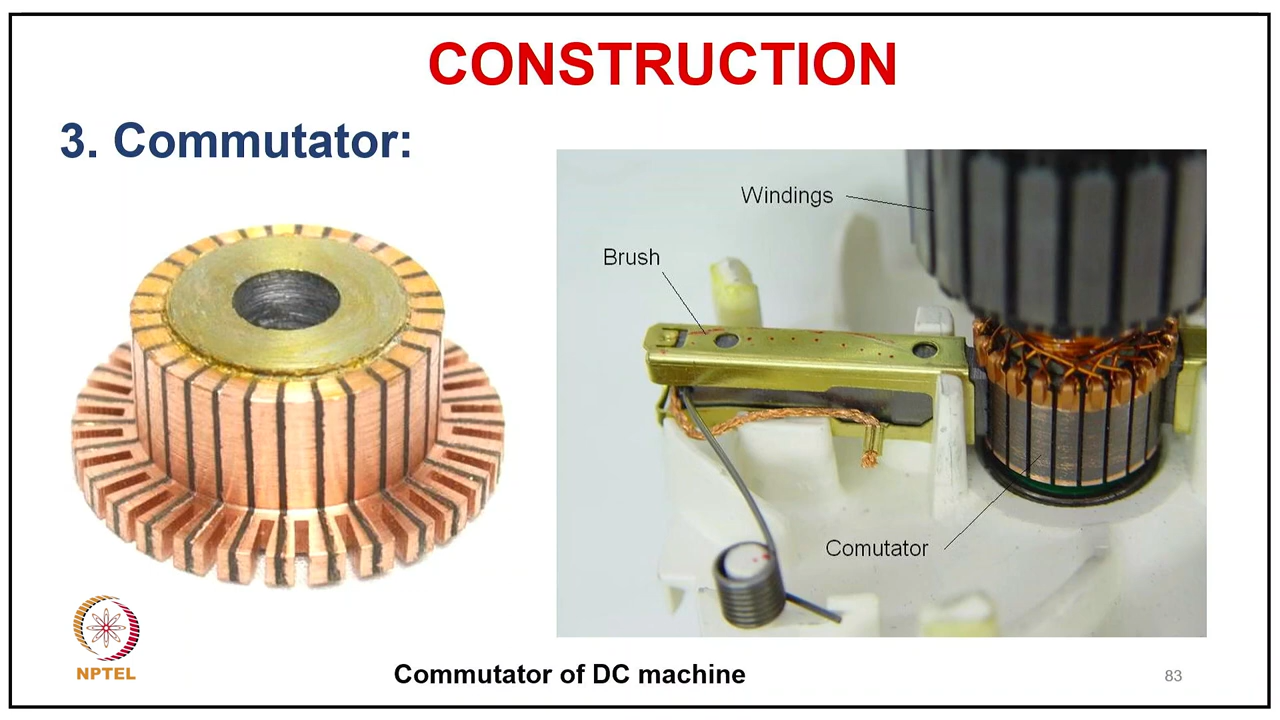 CONSTRUCTION
3. Commutator:
Windings
Brush
Comutator
NPTEL
Commutator of DC machine
83